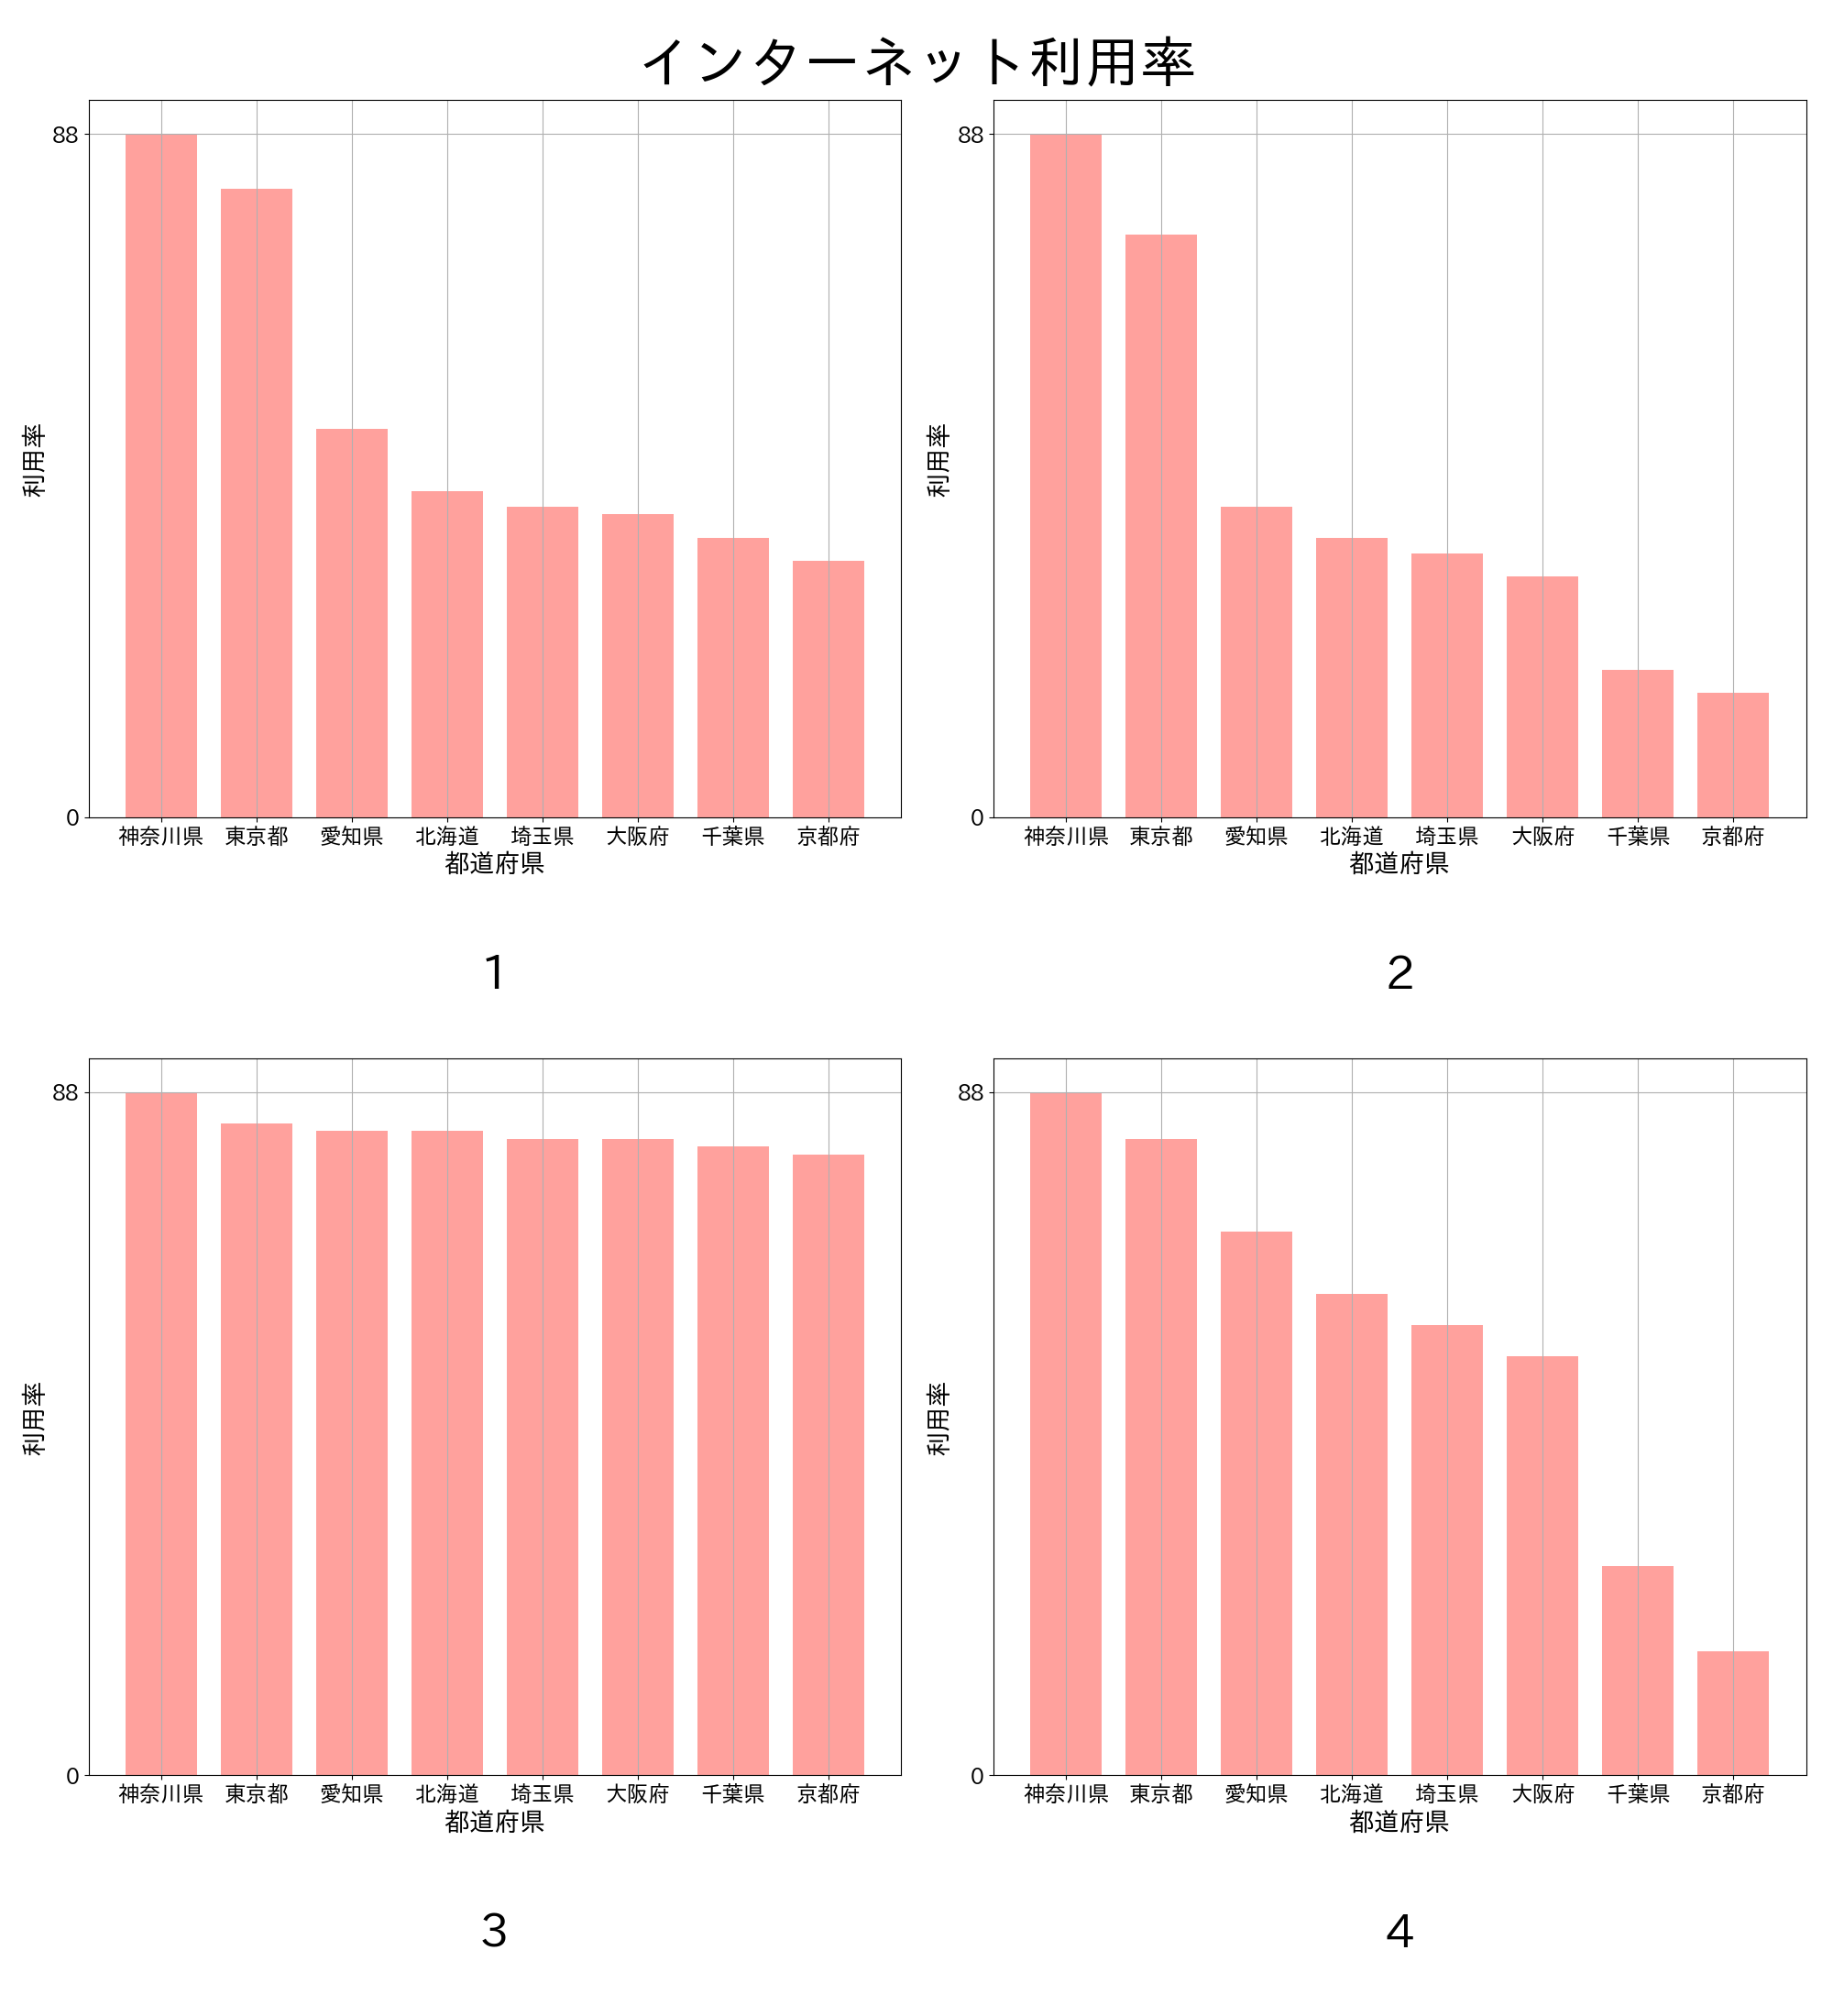 インターネット利用率
88
0
利用率
神奈川県 東京都 愛知県 北海道 埼玉県 大阪府 千葉県 京都府
都道府県
1
88
0
利用率
神奈川県 東京都 愛知県 北海道 埼玉県 大阪府 千葉県 京都府
都道府県
2
88
0
利用率
神奈川県 東京都 愛知県 北海道 埼玉県 大阪府 千葉県 京都府
都道府県
3
88
0
利用率
神奈川県 東京都 愛知県 北海道 埼玉県 大阪府 千葉県 京都府
都道府県
4